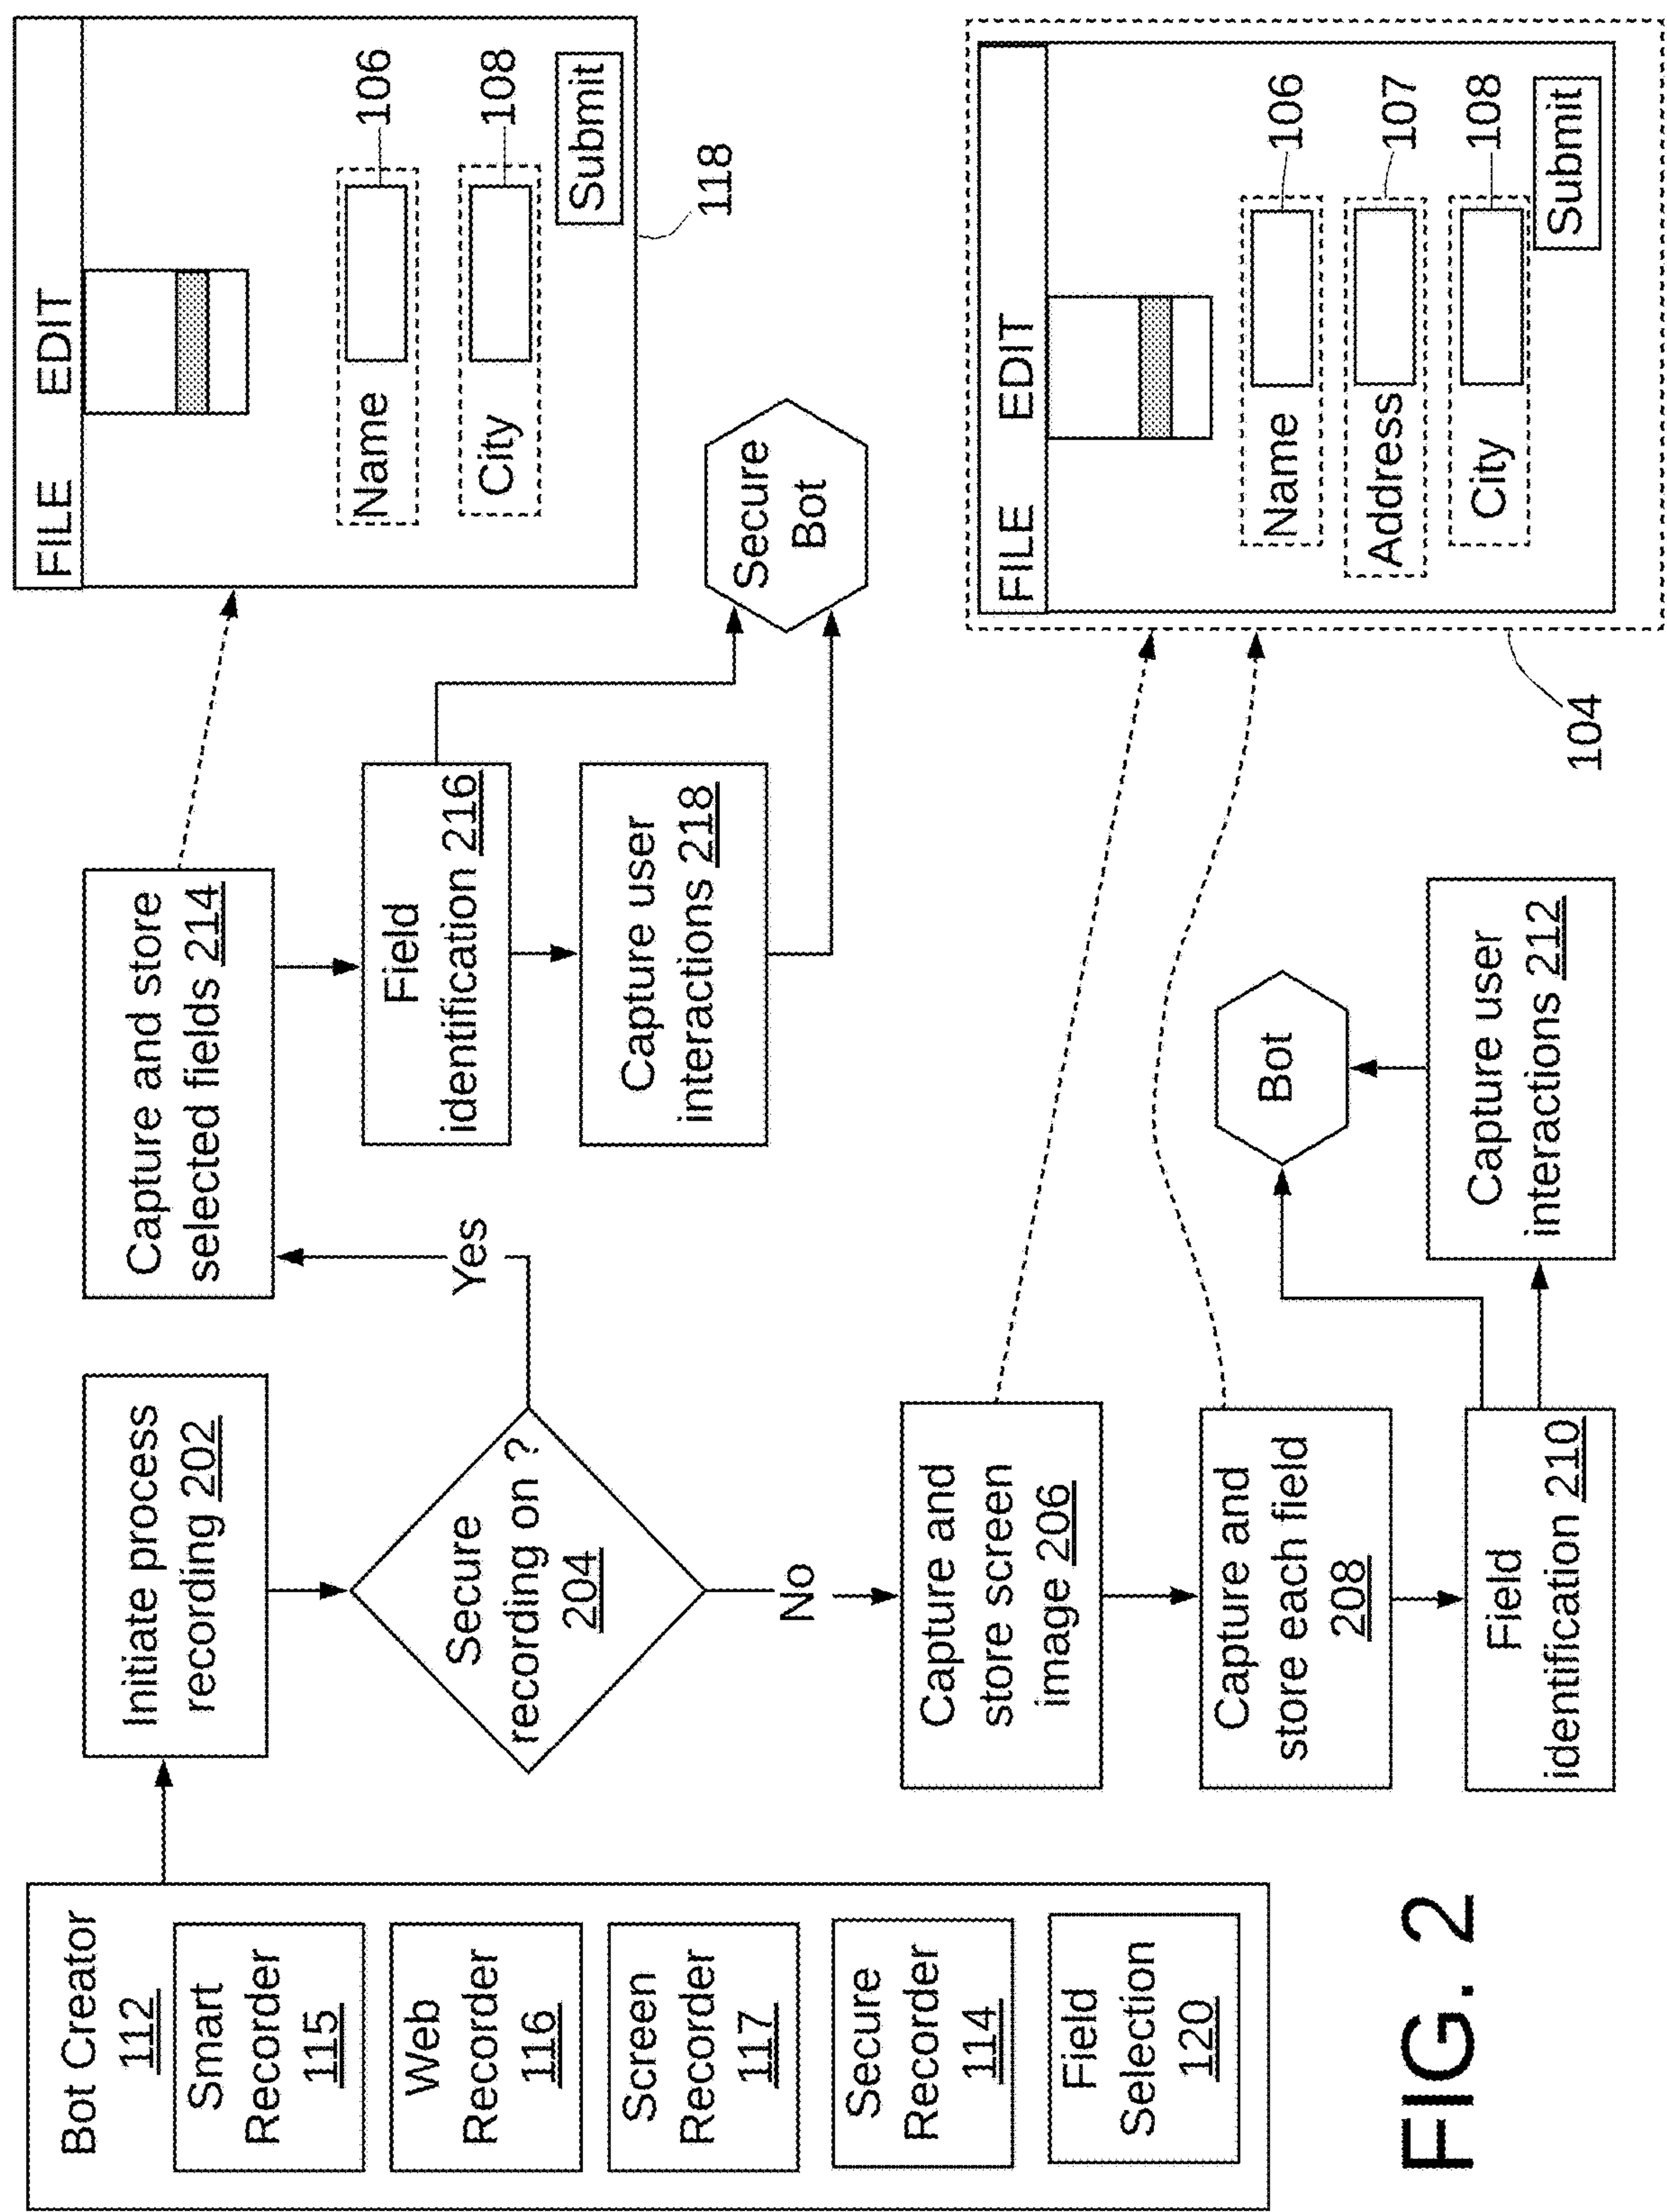 Bot Creator
112
Smart
Recorder
115
Web
Recorder
116
Screen
Recorder
117
Secure
Recorder
114
Field
Selection
120
Initiate process
recording 202
Secure
recording on ?
204
Yes
No
Capture and store
selected fields 214
Field
identification 216
Capture user
interactions 218
Secure
Bot
FILE EDIT
Name
106
City
108
Submit
118
Capture and
store screen
image 206
Capture and
store each field
208
Field
identification 210
Capture user
interactions 212
Bot
FILE EDIT
Name
106
Address
107
City
108
Submit
104
FIG. 2